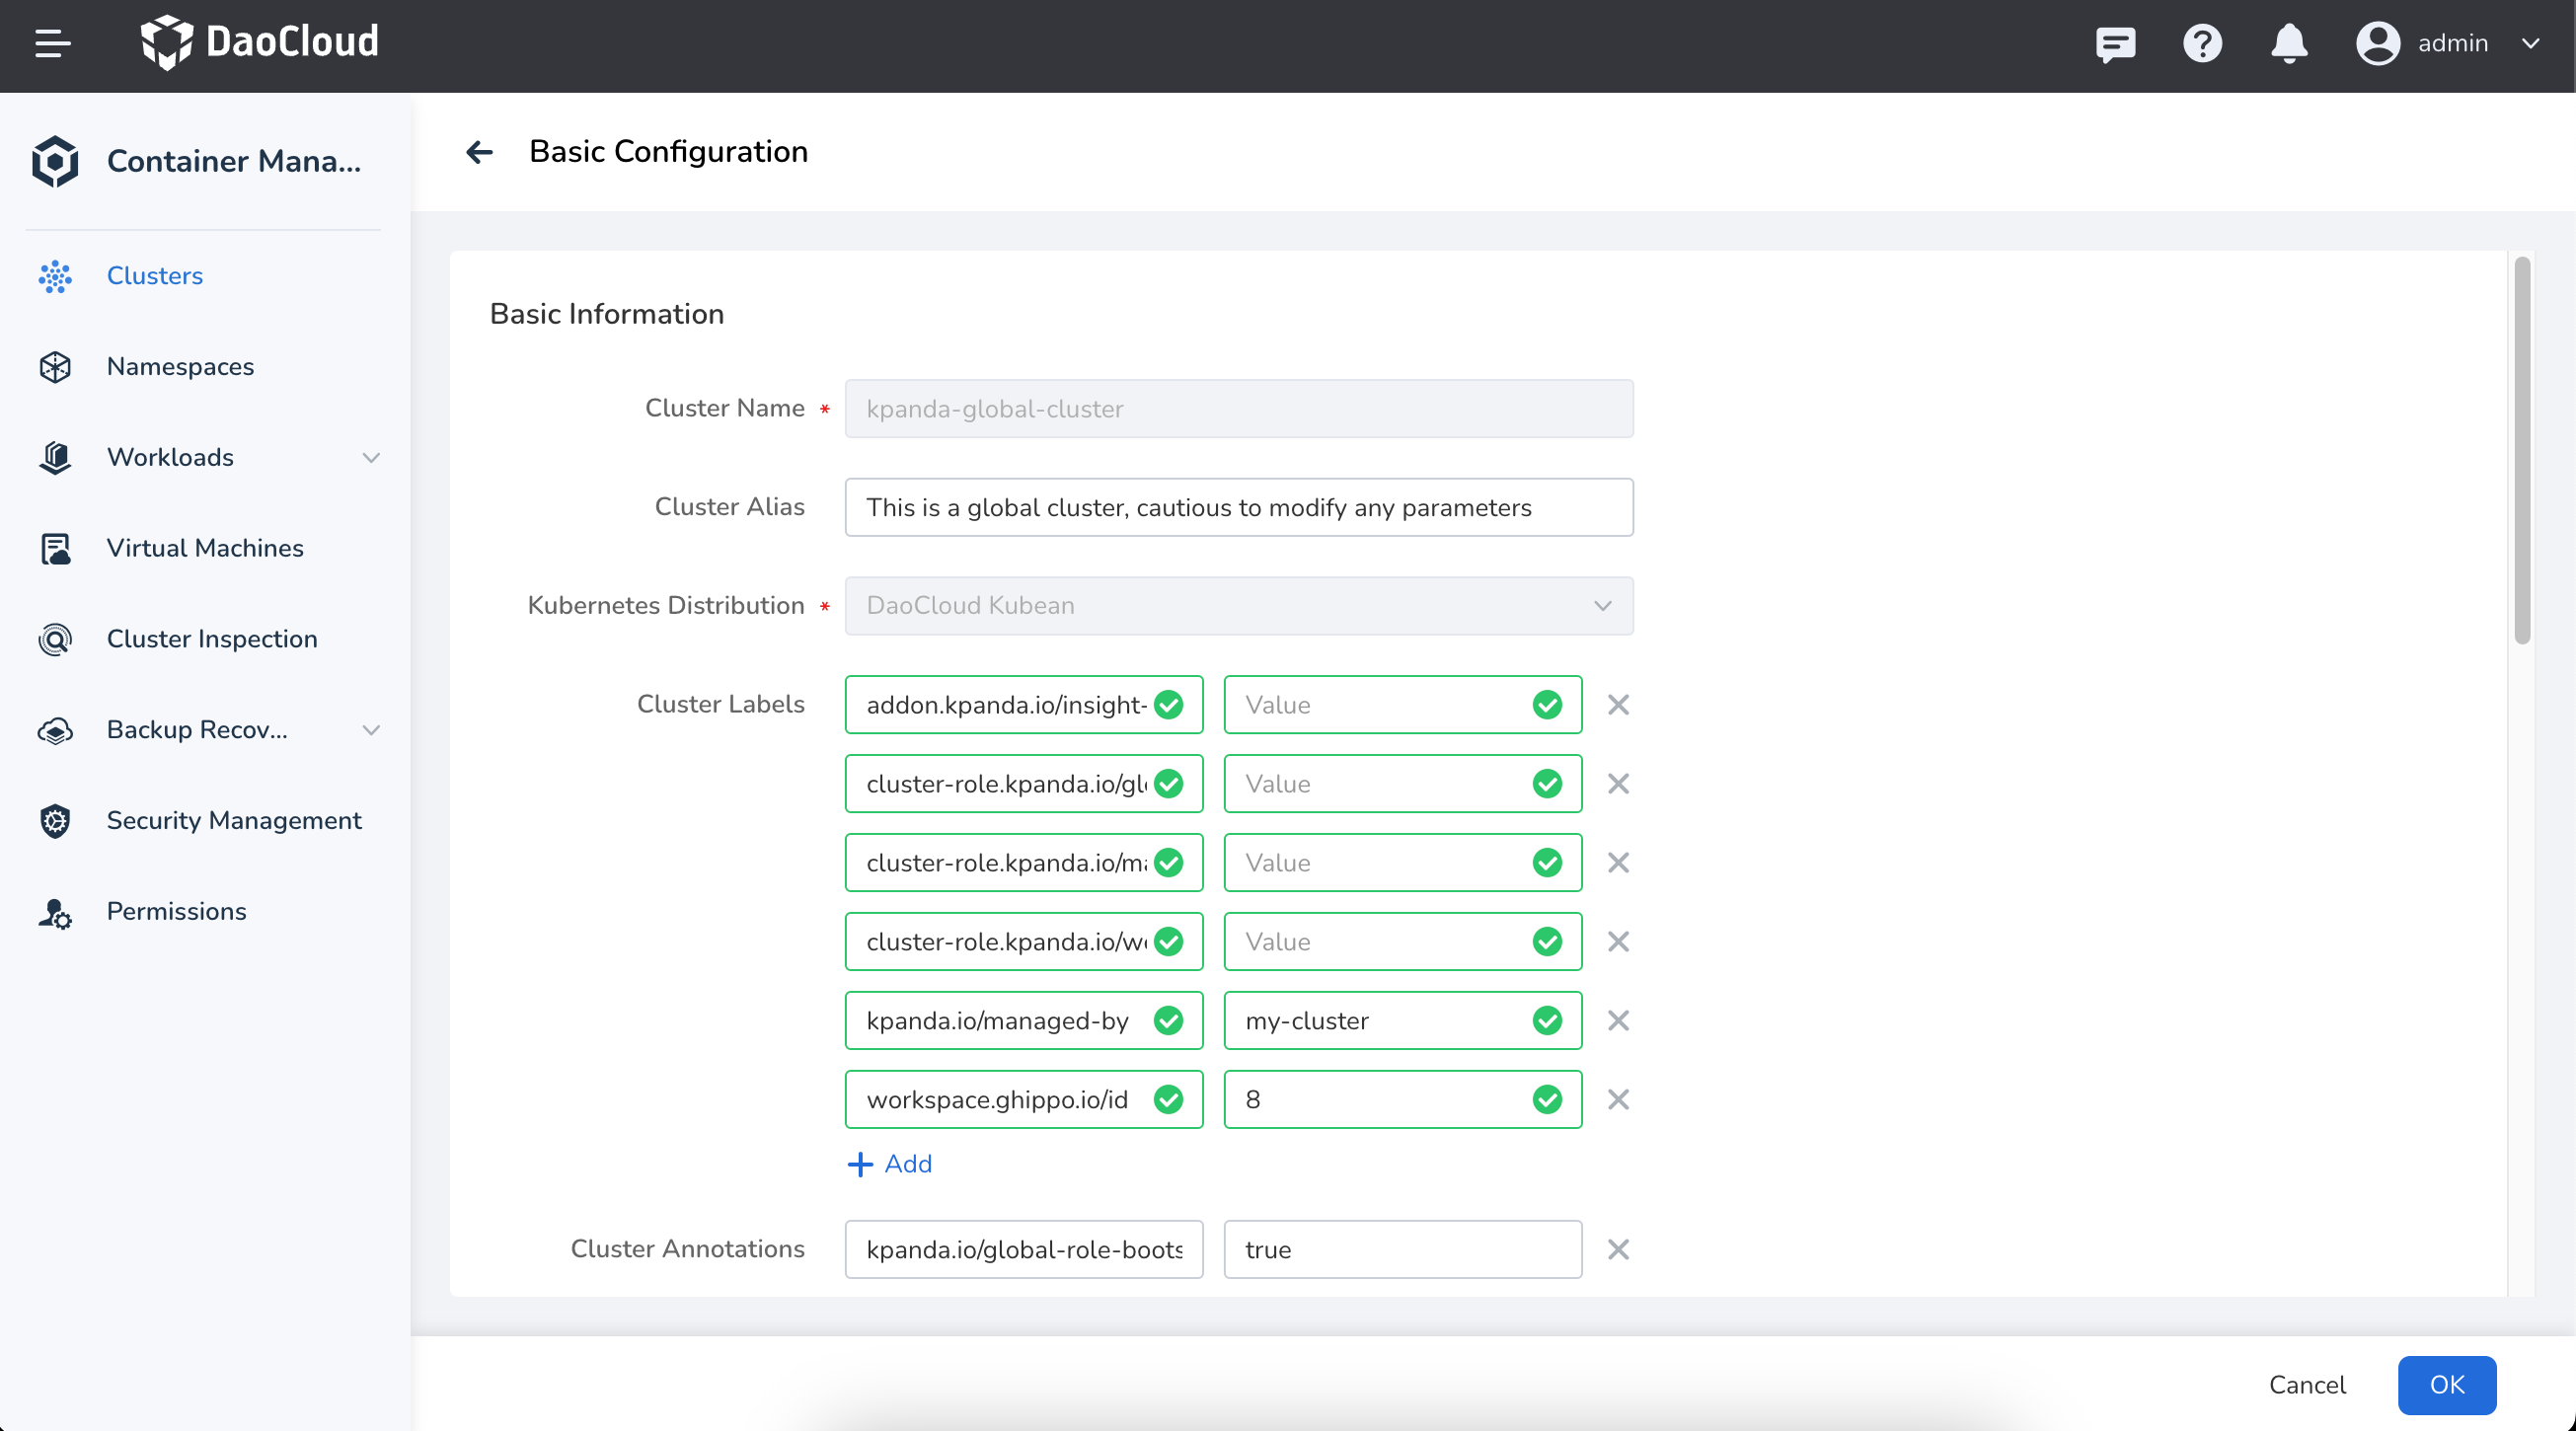 DaoCloud
admin
Container Mana...
Clusters
Namespaces
Workloads
Virtual Machines
Cluster Inspection
Backup Recov...
Security Management
Permissions
Basic Configuration
Basic Information
Cluster Name * kpanda-global-cluster
Cluster Alias This is a global cluster, cautious to modify any parameters
Kubernetes Distribution * DaoCloud Kubean
Cluster Labels addon.kpanda.io/insight- Value
cluster-role.kpanda.io/gl Value
cluster-role.kpanda.io/m Value
cluster-role.kpanda.io/w Value
kpanda.io/managed-by my-cluster
workspace.ghippo.io/id 8
Add
Cluster Annotations kpanda.io/global-role-boots true
Cancel OK